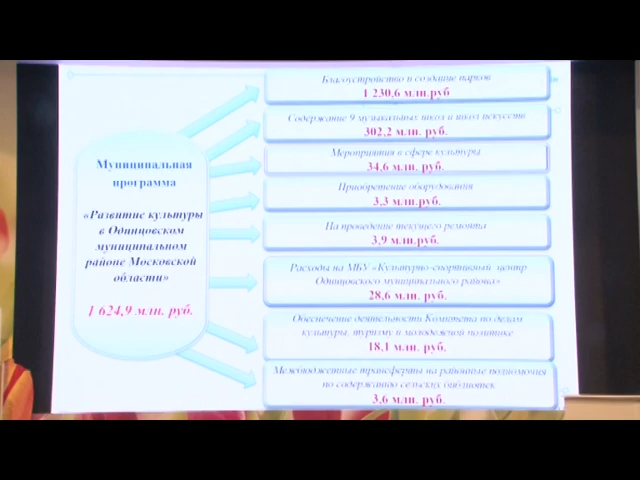 Муниципальная
программа
«Развитие культуры
в Одинцовском
муниципальном
районе Московской
области»
1 624,9 млн. руб.
Благоустройство и создание парков
1 230,6 млн.руб
Содержание 9 музыкальных школ и школ искусств
302,2 млн. руб.
Мероприятия в сфере культуры
34,6 млн. руб.
Приобретение оборудования
3,3 млн.руб.
На проведение текущего ремонта
3,9 млн.руб.
Расходы на МБУ «Культурно-спортивный центр
Одинцовского муниципального района»
28,6 млн. руб.
Обеспечение деятельности Комитета по делам
культуры, туризму и молодежной политике
18,1 млн. руб.
Межбюджетные трансферты на районные полномочия
по содержанию сельских библиотек
3,6 млн. руб.